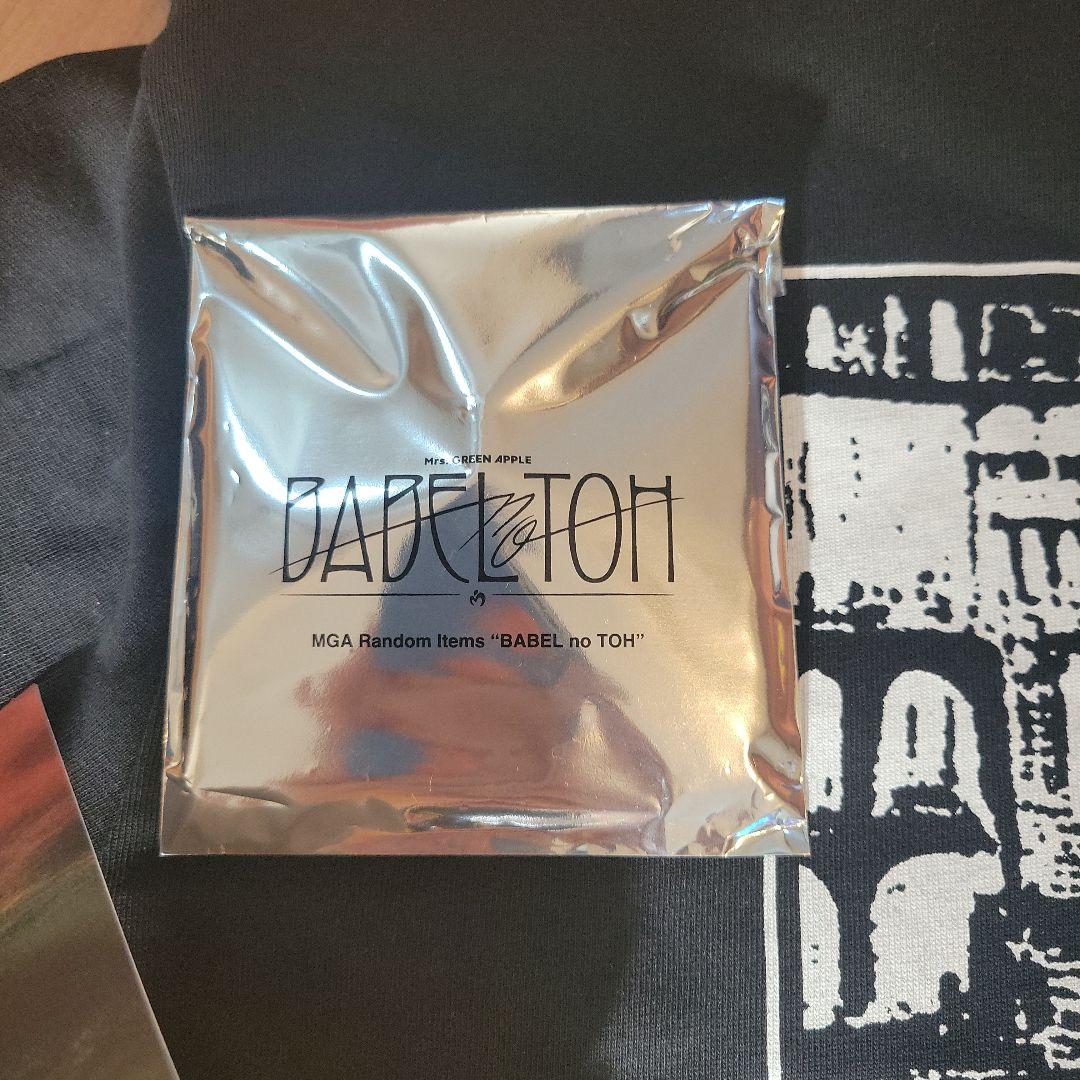 Mrs. GREEN APPLE
BABEL no TOH
MGA Random Items “BABEL no TOH”